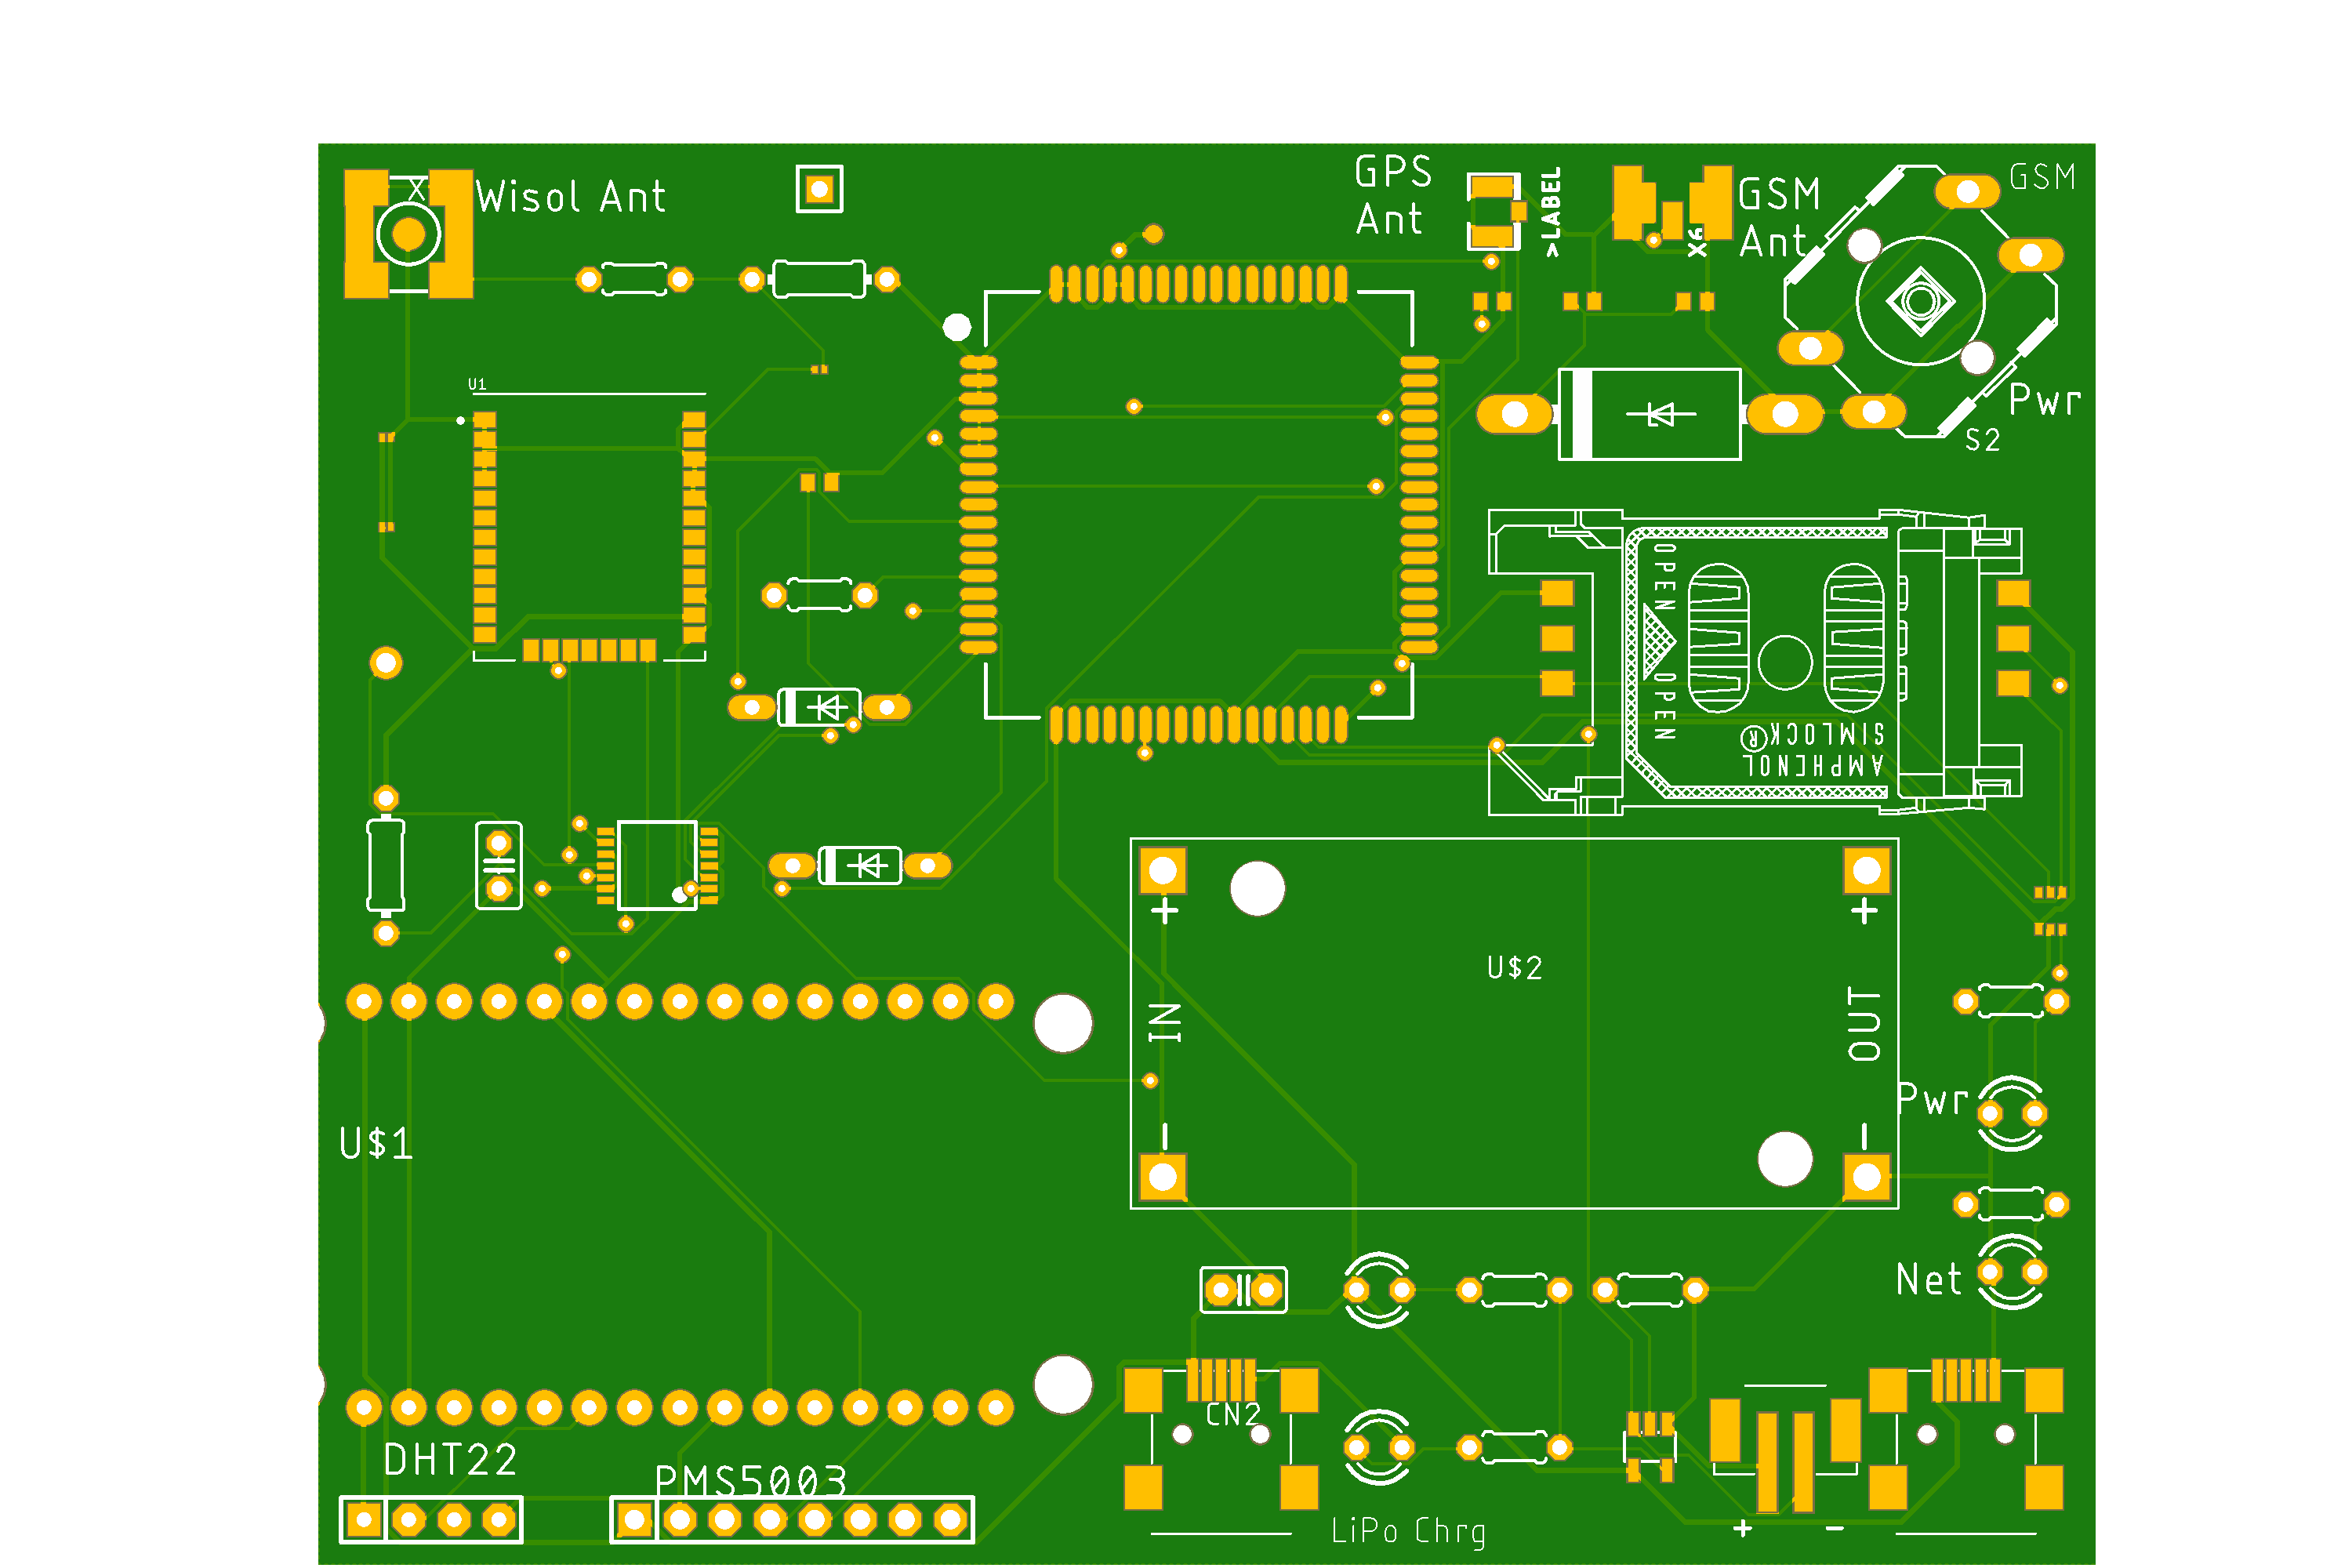 X
Wisol Ant
GPS
Ant
>LABEL
X6
GSM
Ant
GSM
Pwr
S2
U1
OPEN
OPEN
SIMLOCK®
AMPHENOL
+
+
U$2
IN
OUT
-
-
U$1
Pwr
Net
CN2
DHT22
PMS5003
LiPo Chrg
+
-